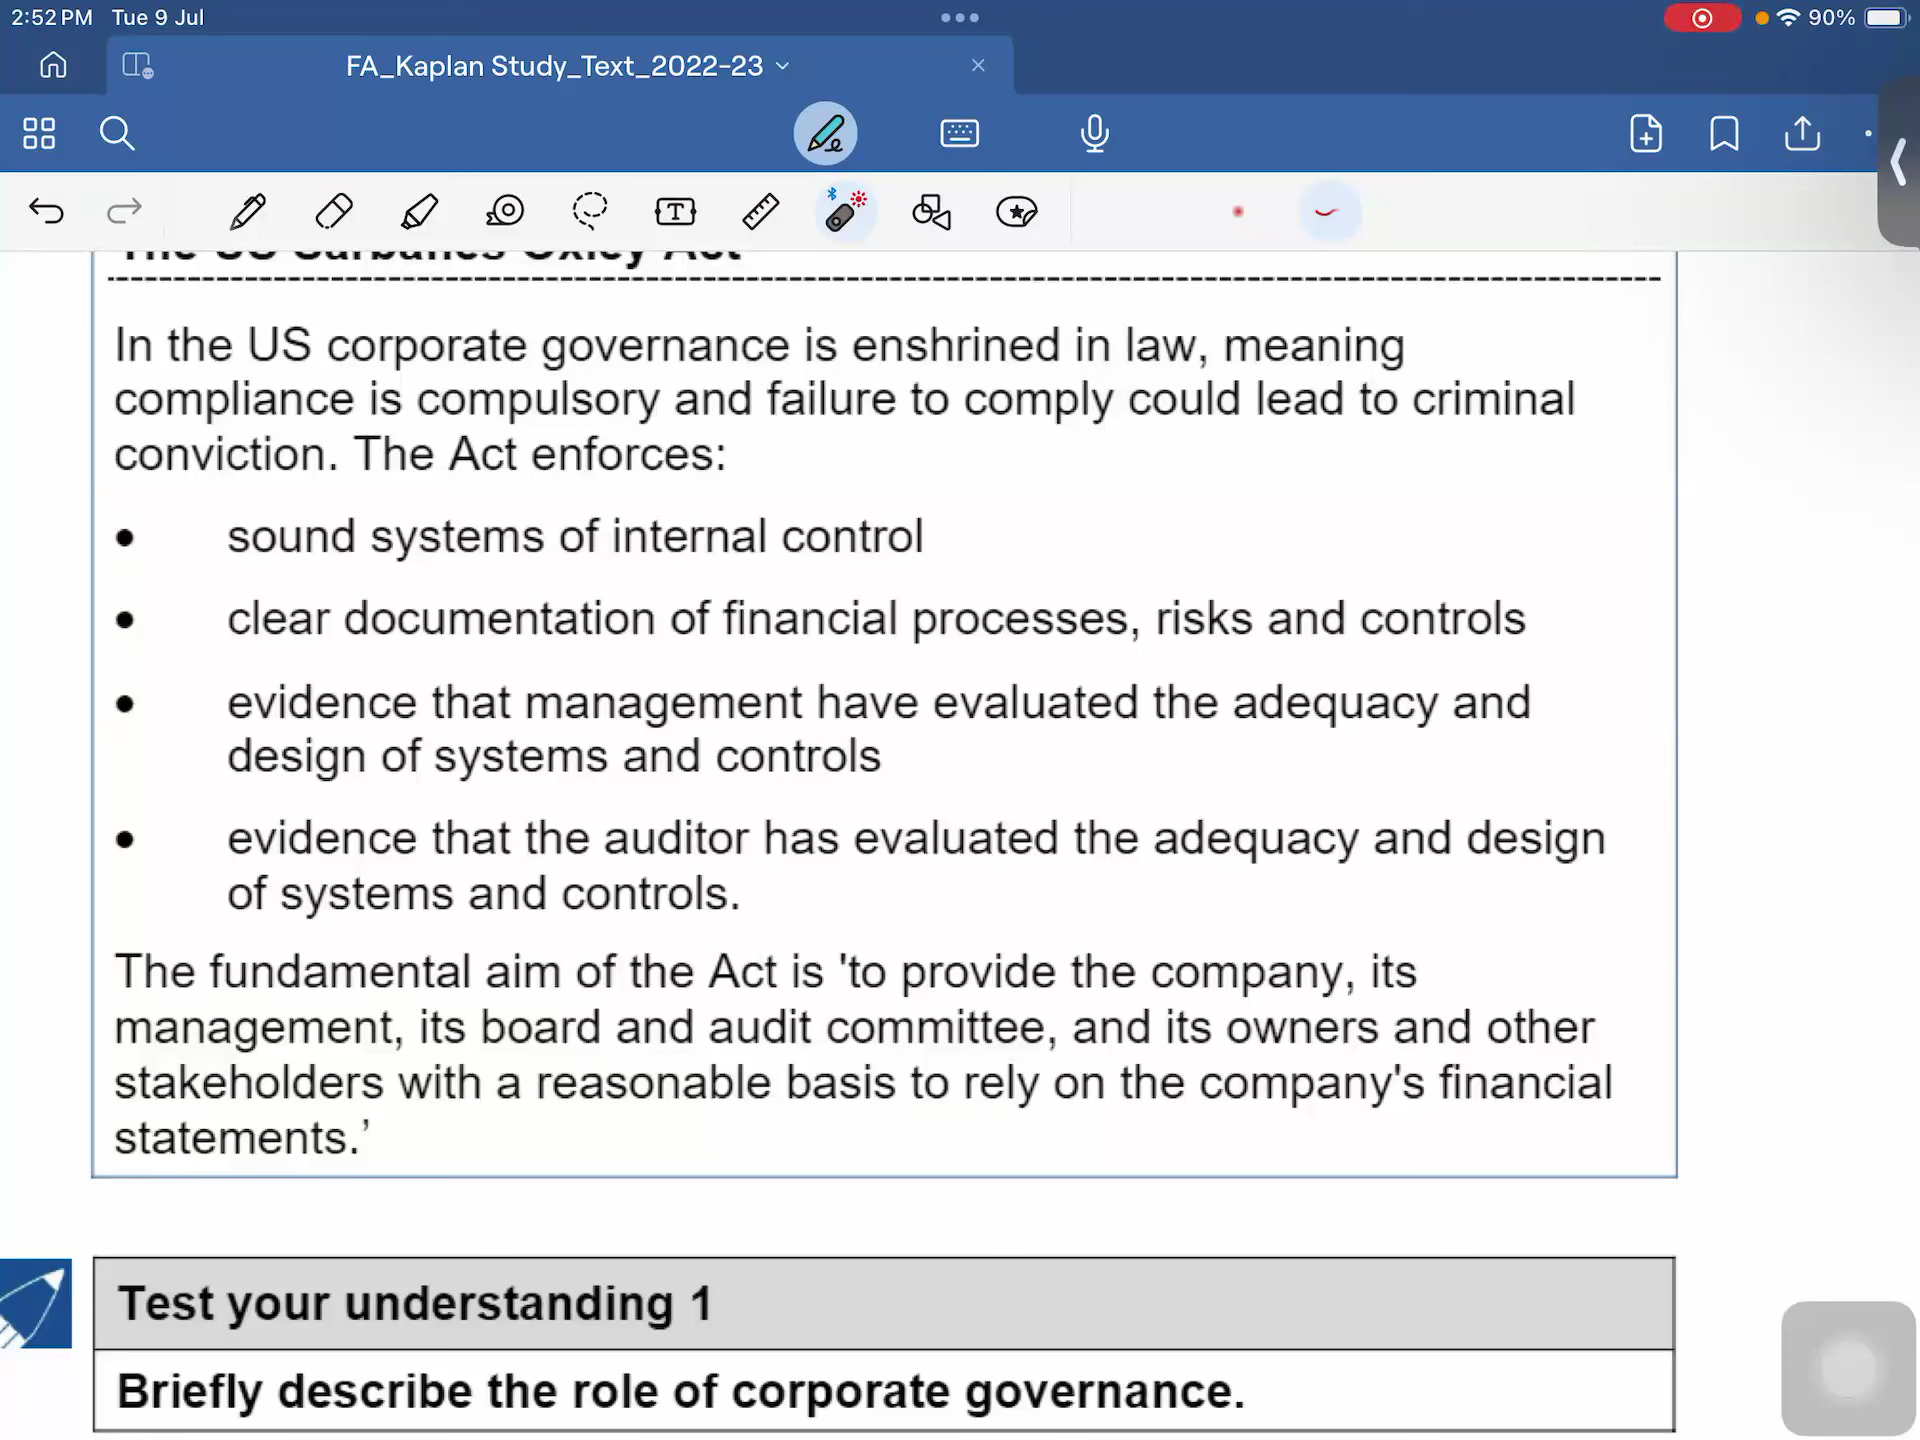 2:52 PM Tue 9 Jul
90%
FA_Kaplan Study_Text_2022-23
The US Sarbanes Oxley Act
In the US corporate governance is enshrined in law, meaning
compliance is compulsory and failure to comply could lead to criminal
conviction. The Act enforces:
• sound systems of internal control
• clear documentation of financial processes, risks and controls
• evidence that management have evaluated the adequacy and
design of systems and controls
• evidence that the auditor has evaluated the adequacy and design
of systems and controls.
The fundamental aim of the Act is 'to provide the company, its
management, its board and audit committee, and its owners and other
stakeholders with a reasonable basis to rely on the company's financial
statements.’
Test your understanding 1
Briefly describe the role of corporate governance.